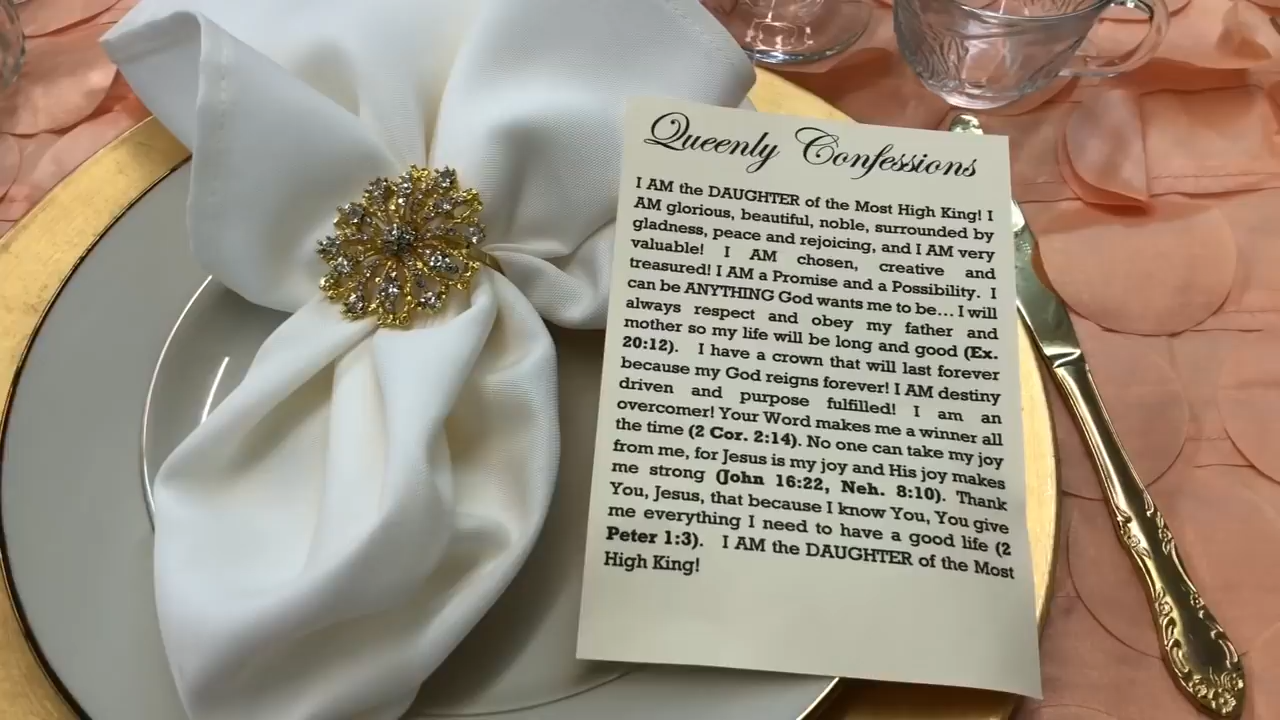 Queenly Confessions
I AM the DAUGHTER of the Most High King! I
AM glorious, beautiful, noble, surrounded by
gladness, peace and rejoicing, and I AM very
valuable! I AM chosen, creative and
treasured! I AM a Promise and a Possibility. I
can be ANYTHING God wants me to be... I will
always respect and obey my father and
mother so my life will be long and good (Ex.
20:12). I have a crown that will last forever
because my God reigns forever! I AM destiny
driven and purpose fulfilled! I am an
overcomer! Your Word makes me a winner all
the time (2 Cor. 2:14). No one can take my joy
from me, for Jesus is my joy and His joy makes
me strong (John 16:22, Neh. 8:10). Thank
You, Jesus, that because I know You, You give
me everything I need to have a good life (2
Peter 1:3). I AM the DAUGHTER of the Most
High King!